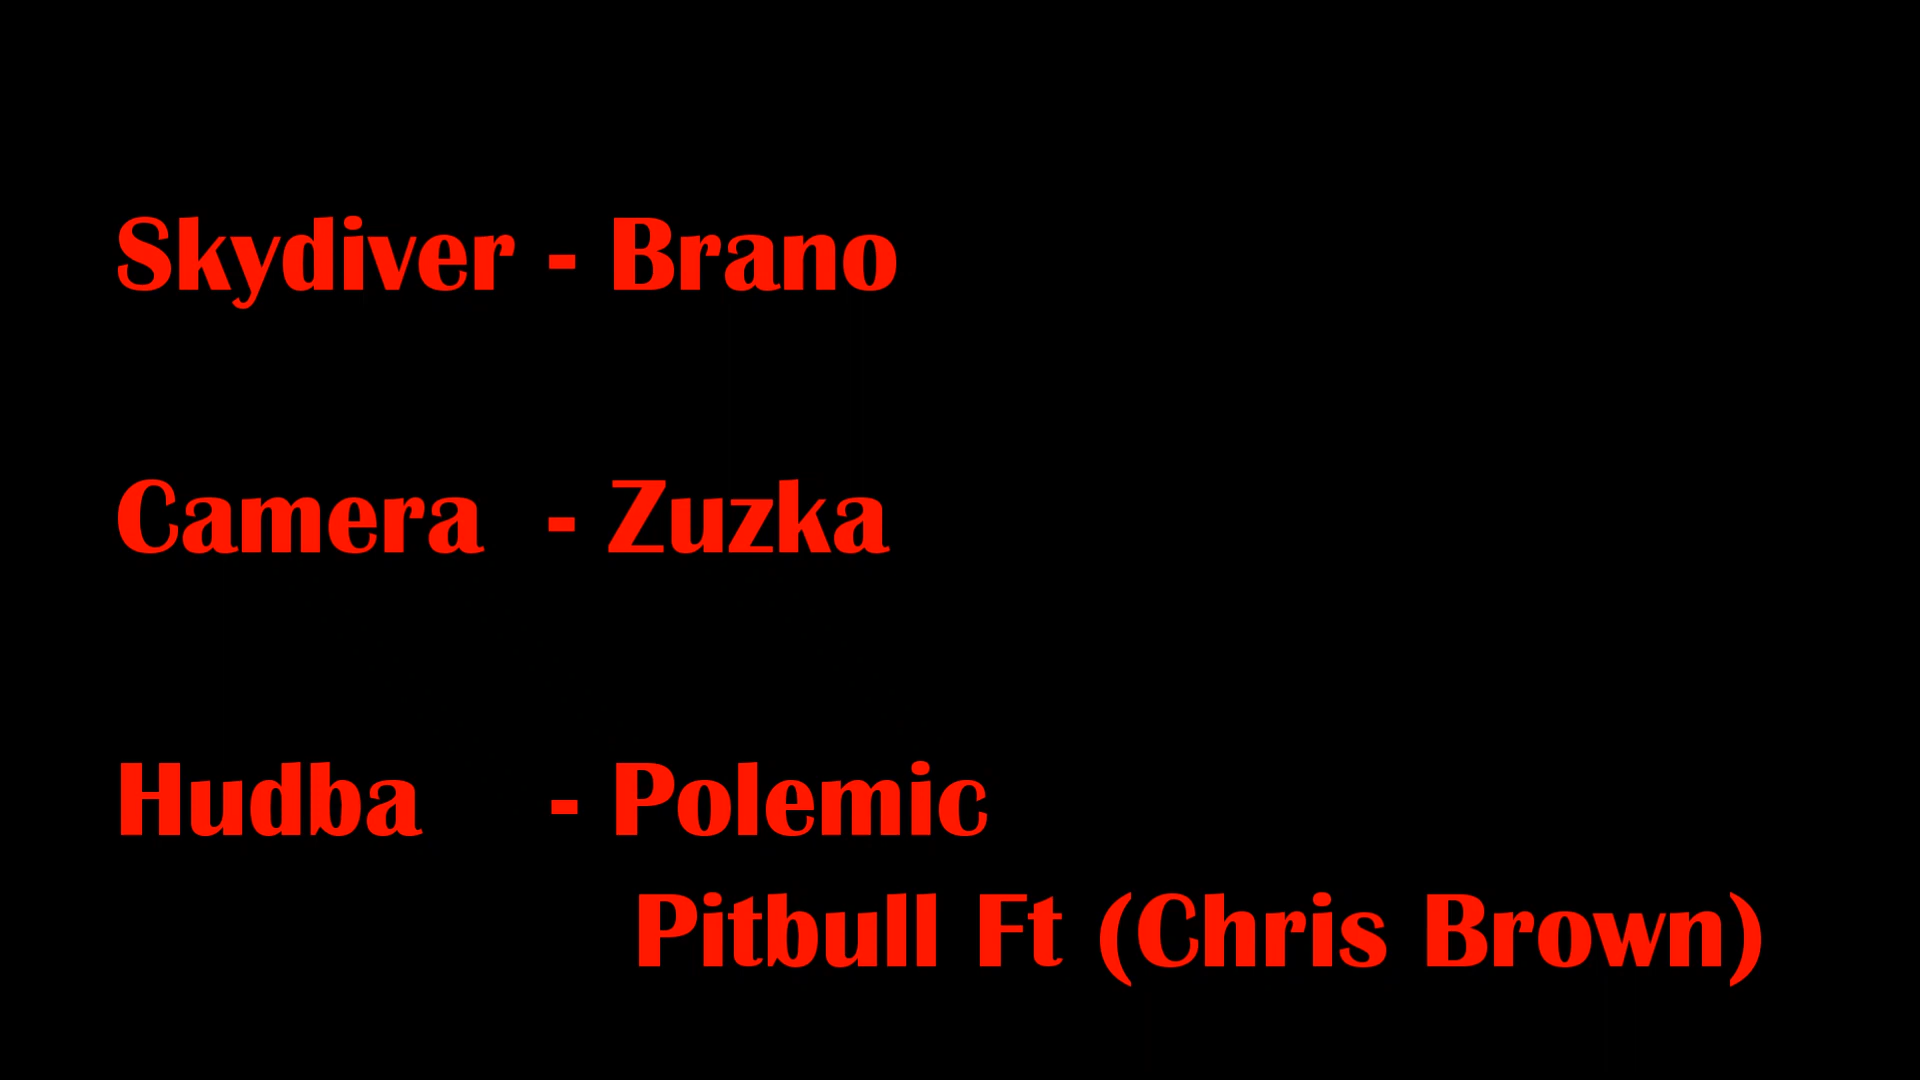 Skydiver - Brano
Camera - Zuzka
Hudba - Polemic
Pitbull Ft (Chris Brown)